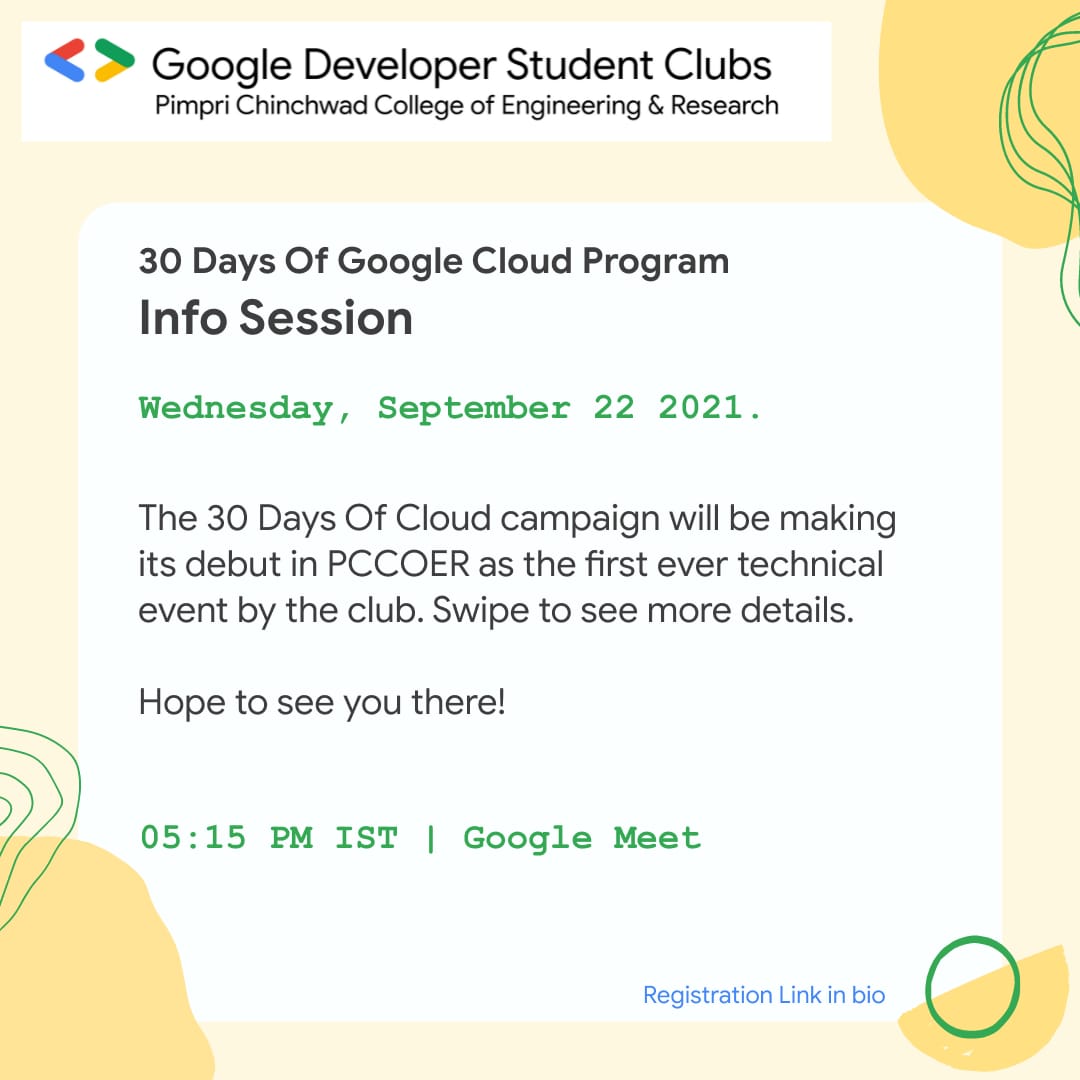 Google Developer Student Clubs
Pimpri Chinchwad College of Engineering & Research
30 Days Of Google Cloud Program
Info Session
Wednesday, September 22 2021.
The 30 Days Of Cloud campaign will be making
its debut in PCCOER as the first ever technical
event by the club. Swipe to see more details.
Hope to see you there!
05:15 PM IST | Google Meet
Registration Link in bio